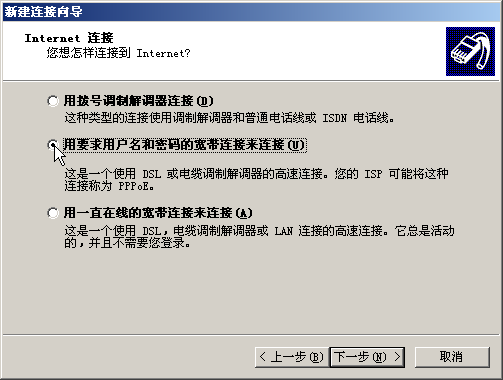 新建连接向导
Internet 连接
您想怎样连接到 Internet?
用拨号调制解调器连接(D)
这种类型的连接使用调制解调器和普通电话线或 ISDN 电话线。
用要求用户名和密码的宽带连接来连接(U)
这是一个使用 DSL 或电缆调制解调器的高速连接。您的 ISP 可能将这种
连接称为 PPPoE。
用一直在线的宽带连接来连接(A)
这是一个使用 DSL,电缆调制解调器或 LAN 连接的高速连接。它总是活动
的,并且不需要您登录。
< 上一步(B) 下一步(N) > 取消